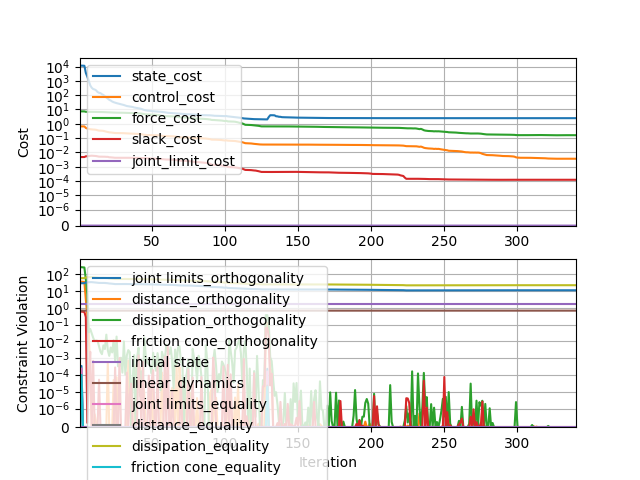 10^4
10^3
10^2
10^1
10^0
10^-1
10^-2
10^-3
10^-4
10^-5
10^-6
0
Cost
state_cost
control_cost
force_cost
slack_cost
joint_limit_cost
50
100
150
200
250
300
10^2
10^1
10^0
10^-1
10^-2
10^-3
10^-4
10^-5
10^-6
0
Constraint Violation
joint limits_orthogonality
distance_orthogonality
dissipation_orthogonality
friction cone_orthogonality
initial state
linear_dynamics
joint limits_equality
distance_equality
dissipation_equality
friction cone_equality
50
100
150
200
250
300
Iteration